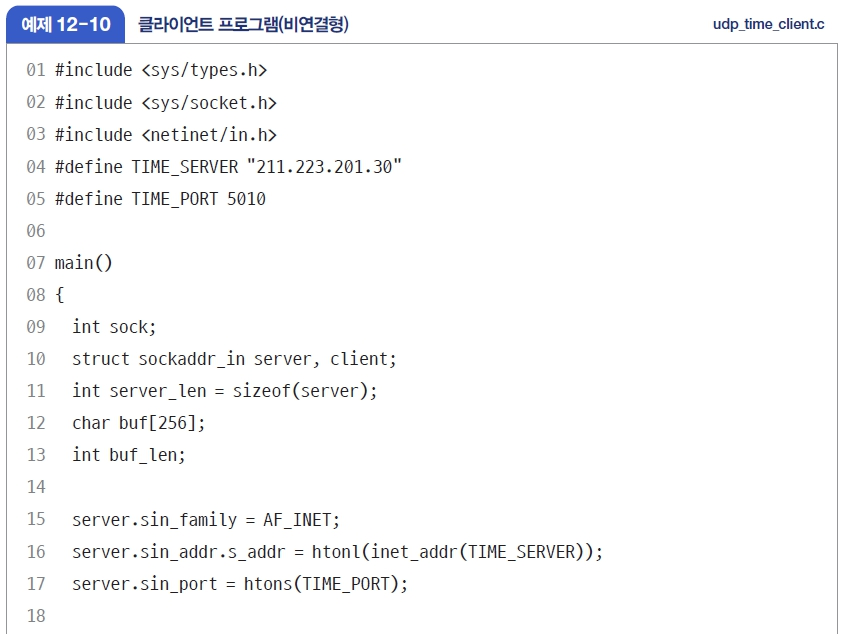 예제 12-10 클라이언트 프로그램(비연결형) udp_time_client.c
01 #include <sys/types.h>
02 #include <sys/socket.h>
03 #include <netinet/in.h>
04 #define TIME_SERVER "211.223.201.30"
05 #define TIME_PORT 5010
06
07 main()
08 {
09 int sock;
10 struct sockaddr_in server, client;
11 int server_len = sizeof(server);
12 char buf[256];
13 int buf_len;
14
15 server.sin_family = AF_INET;
16 server.sin_addr.s_addr = htonl(inet_addr(TIME_SERVER));
17 server.sin_port = htons(TIME_PORT);
18